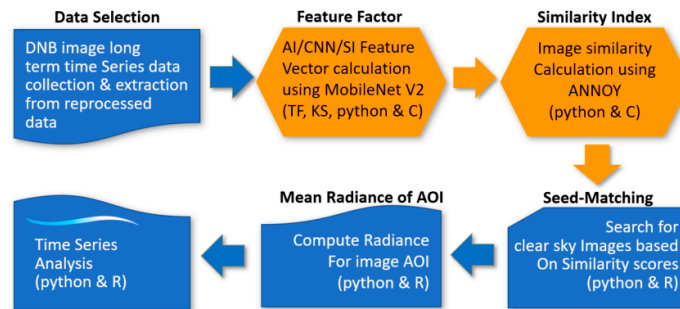 Data Selection
DNB image long
term time Series data
collection & extraction
from reprocessed
data
Feature Factor
AI/CNN/SI Feature
Vector calculation
using MobileNet V2
(TF, KS, python & C)
Similarity Index
Image similarity
Calculation using
ANNOY
(python & C)
Seed-Matching
Search for
clear sky Images based
On Similarity scores
(python & R)
Mean Radiance of AOI
Compute Radiance
For image AOI
(python & R)
Time Series
Analysis
(python & R)